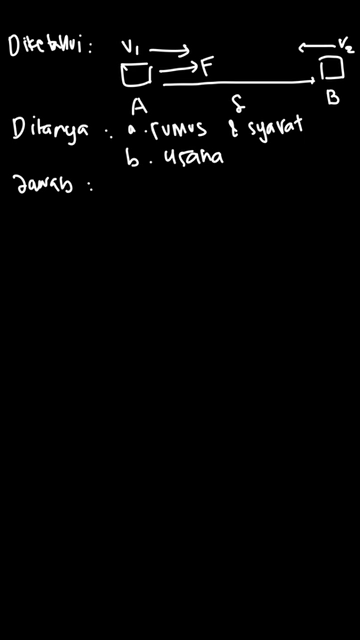 Diketahui : V₁ V₂
F
A S B
Ditanya : a. rumus & syarat
b. usaha
Jawab :